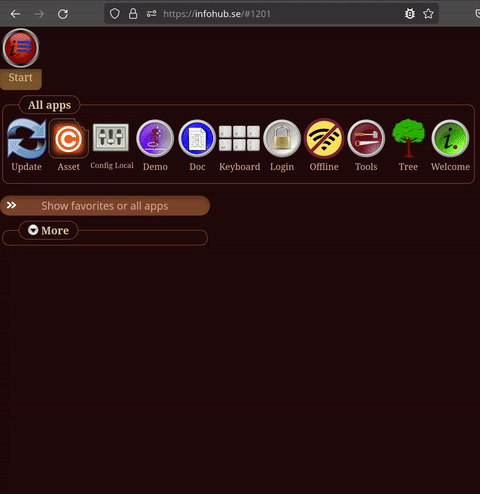 https://infohub.se/#1201
Start
All apps
Update Asset Config Local Demo Doc Keyboard Login Offline Tools Tree Welcome
Show favorites or all apps
More